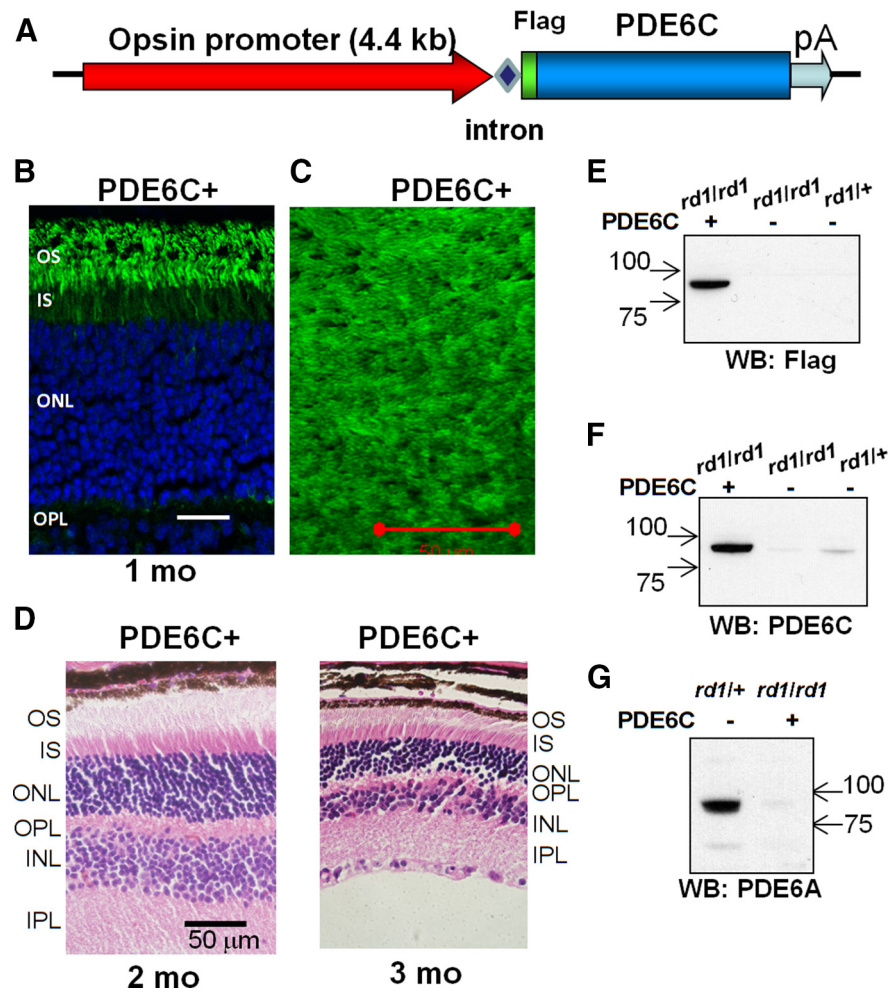 A
Opsin promoter (4.4 kb)
Flag
PDE6C
pA
intron
B
PDE6C+
OS
IS
ONL
OPL
1 mo
C
PDE6C+
50 μm
D
PDE6C+
OS
IS
ONL
OPL
INL
IPL
50 μm
2 mo
PDE6C+
OS
IS
ONL
OPL
INL
IPL
3 mo
E
rd1/rd1 rd1/rd1 rd1/+
PDE6C + - -
100
75
WB: Flag
F
rd1/rd1 rd1/rd1 rd1/+
PDE6C + - -
100
75
WB: PDE6C
G
rd1/+ rd1/rd1
PDE6C - +
100
75
WB: PDE6A